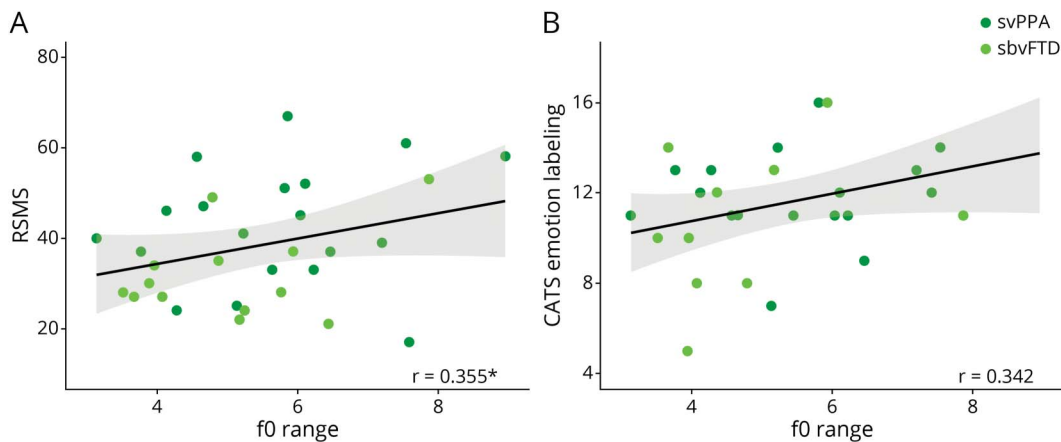 A
RSMS
80
60
40
20
4
6
8
r = 0.355*
f0 range
B
svPPA
sbvFTD
CATS emotion labeling
16
12
8
4
4
6
8
r = 0.342
f0 range